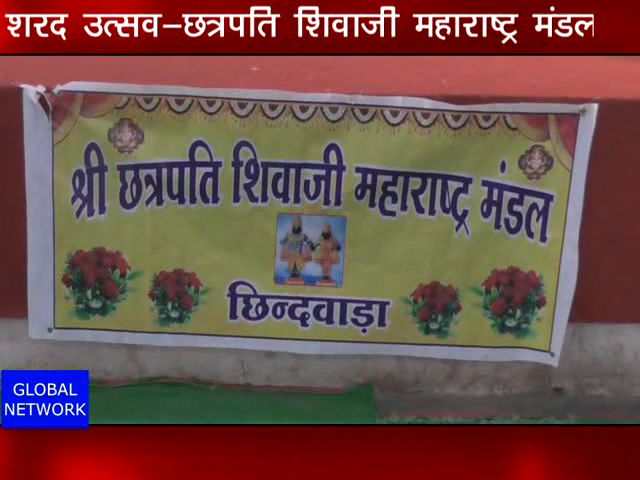 शरद उत्सव-छत्रपति शिवाजी महाराष्ट्र मंडल
श्री छत्रपति शिवाजी महाराष्ट्र मंडल
छिन्दवाड़ा
GLOBAL
NETWORK